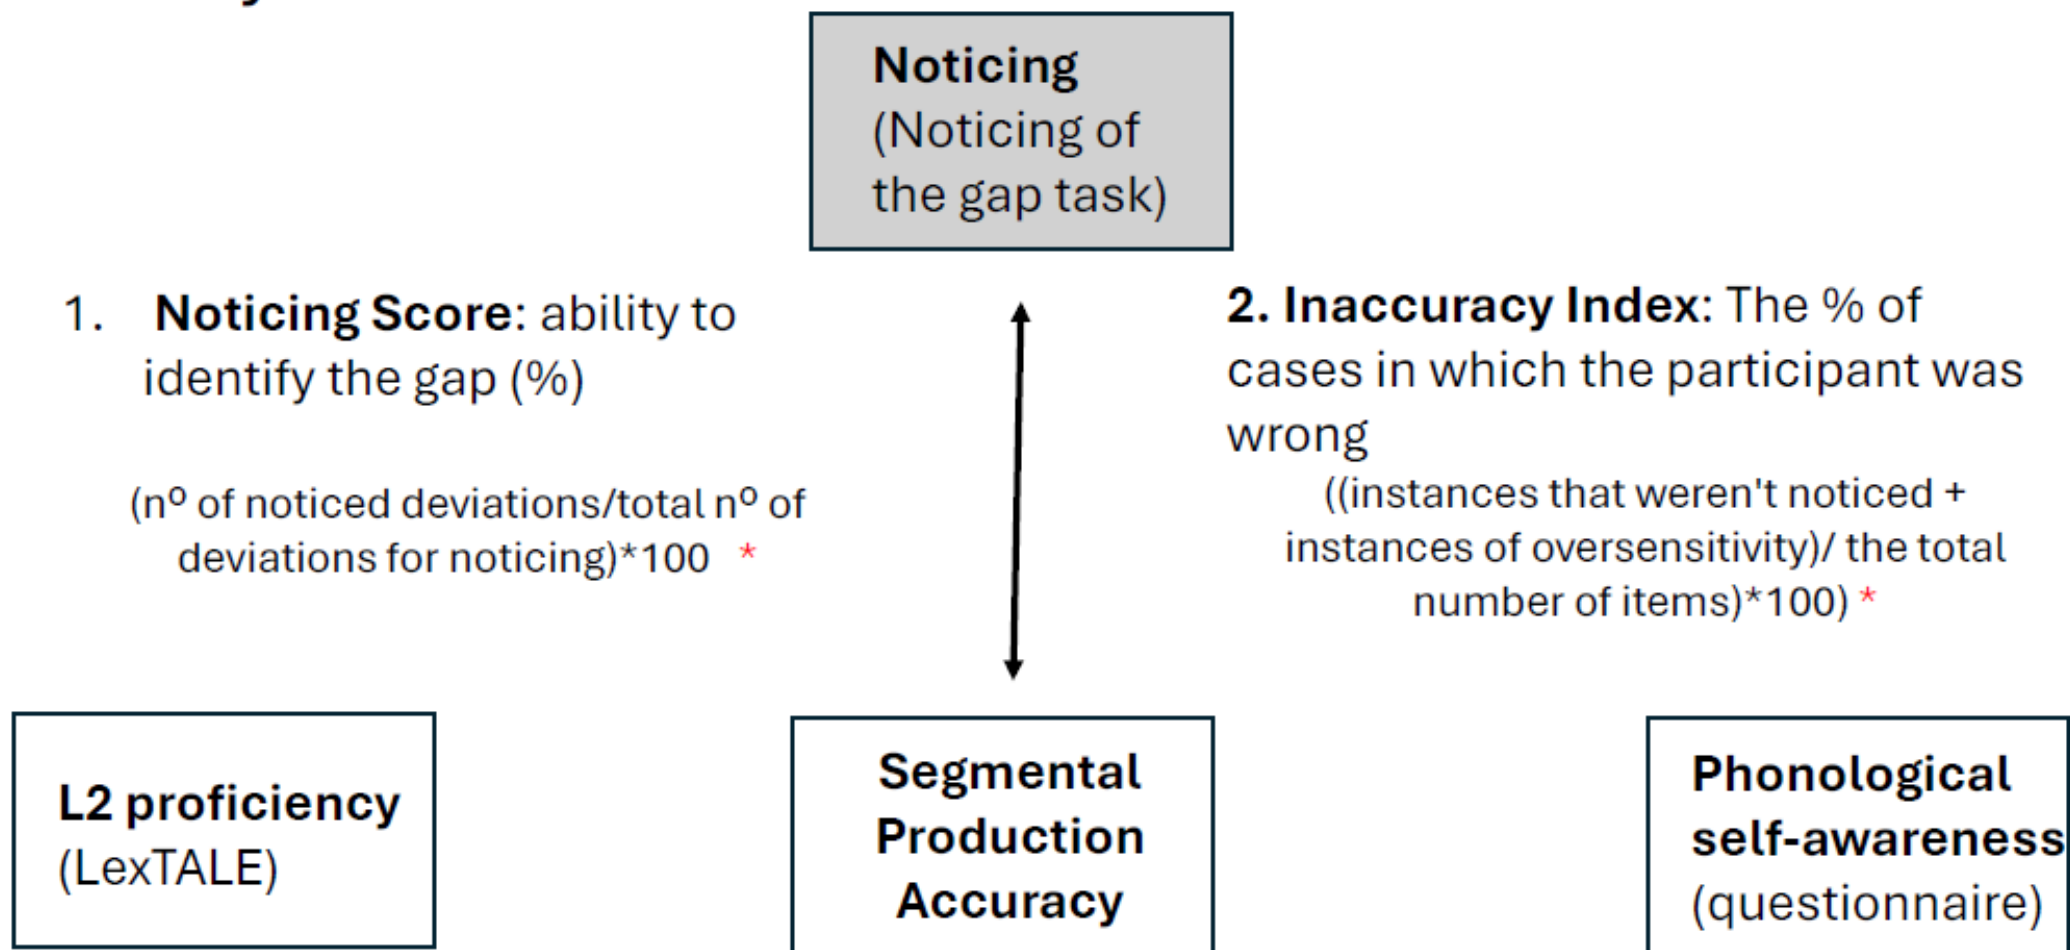 Noticing
(Noticing of
the gap task)
1. Noticing Score: ability to
identify the gap (%)
(nº of noticed deviations/total nº of
deviations for noticing)*100 *
2. Inaccuracy Index: The % of
cases in which the participant was
wrong
((instances that weren't noticed +
instances of oversensitivity)/ the total
number of items)*100) *
L2 proficiency
(LexTALE)
Segmental
Production
Accuracy
Phonological
self-awareness
(questionnaire)